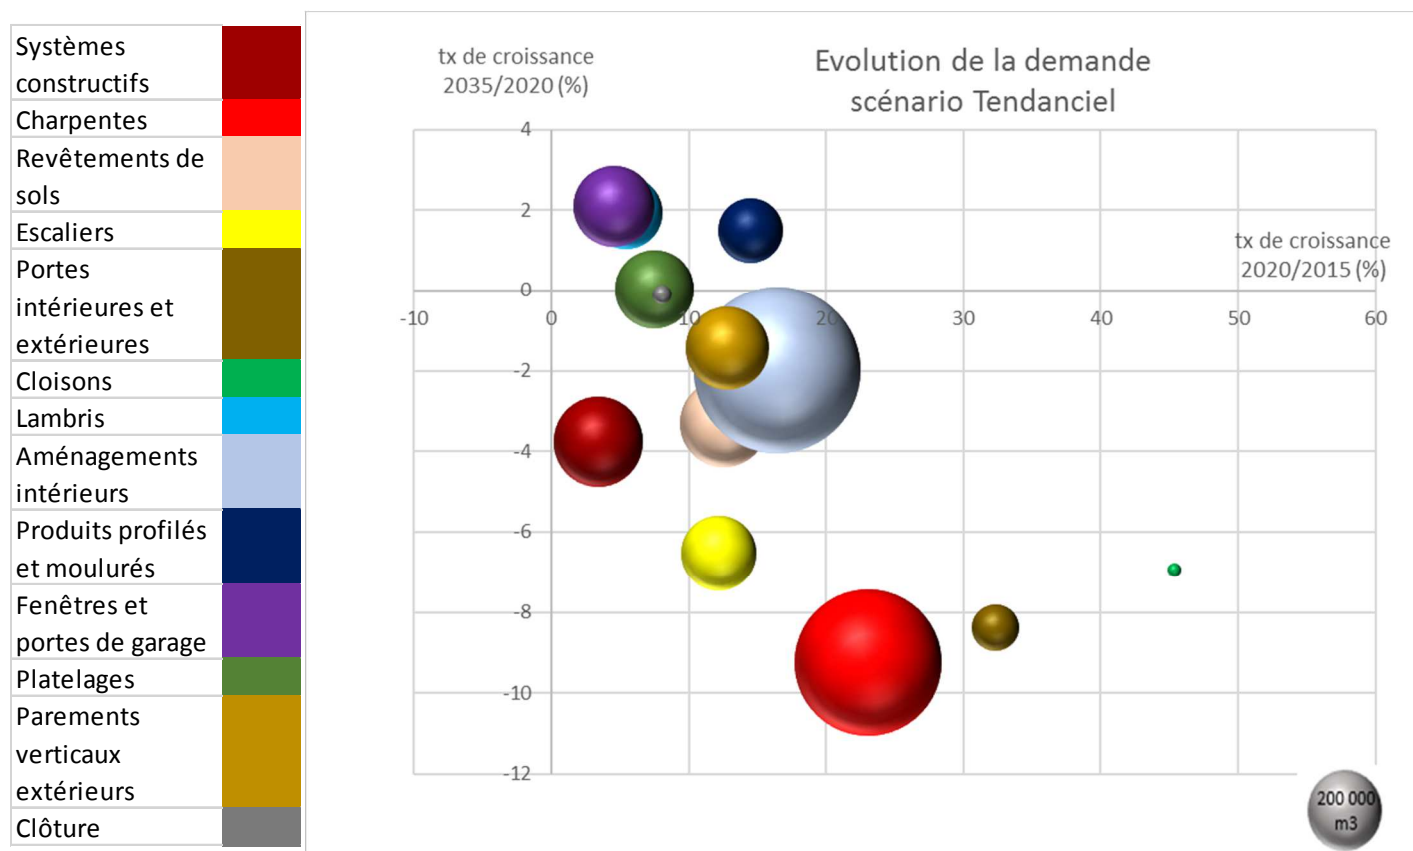 Systèmes
constructifs
Charpentes
Revêtements de
sols
Escaliers
Portes
intérieures et
extérieures
Cloisons
Lambris
Aménagements
intérieurs
Produits profilés
et moulurés
Fenêtres et
portes de garage
Platelages
Parements
verticaux
extérieurs
Clôture
tx de croissance
2035/2020 (%)
Evolution de la demande
scénario Tendanciel
4
2
tx de croissance
2020/2015 (%)
0
-10 0 10 20 30 40 50 60
-2
-4
-6
-8
-10
-12
200 000
m3